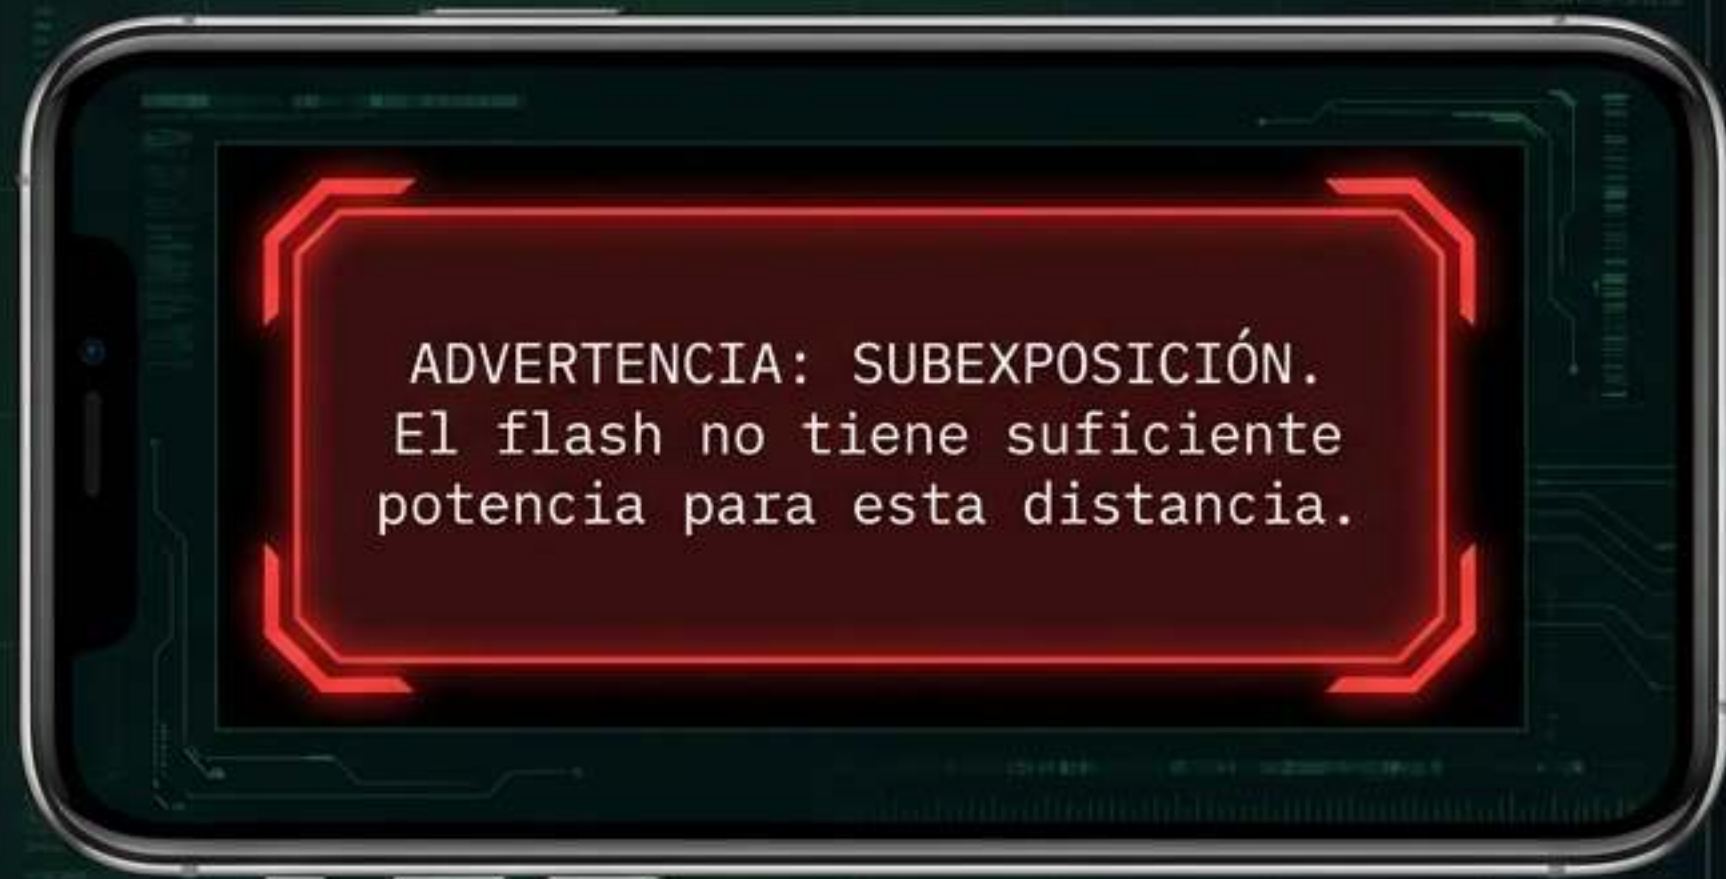 ADVERTENCIA: SUBEXPOSICIÓN.
El flash no tiene suficiente
potencia para esta distancia.